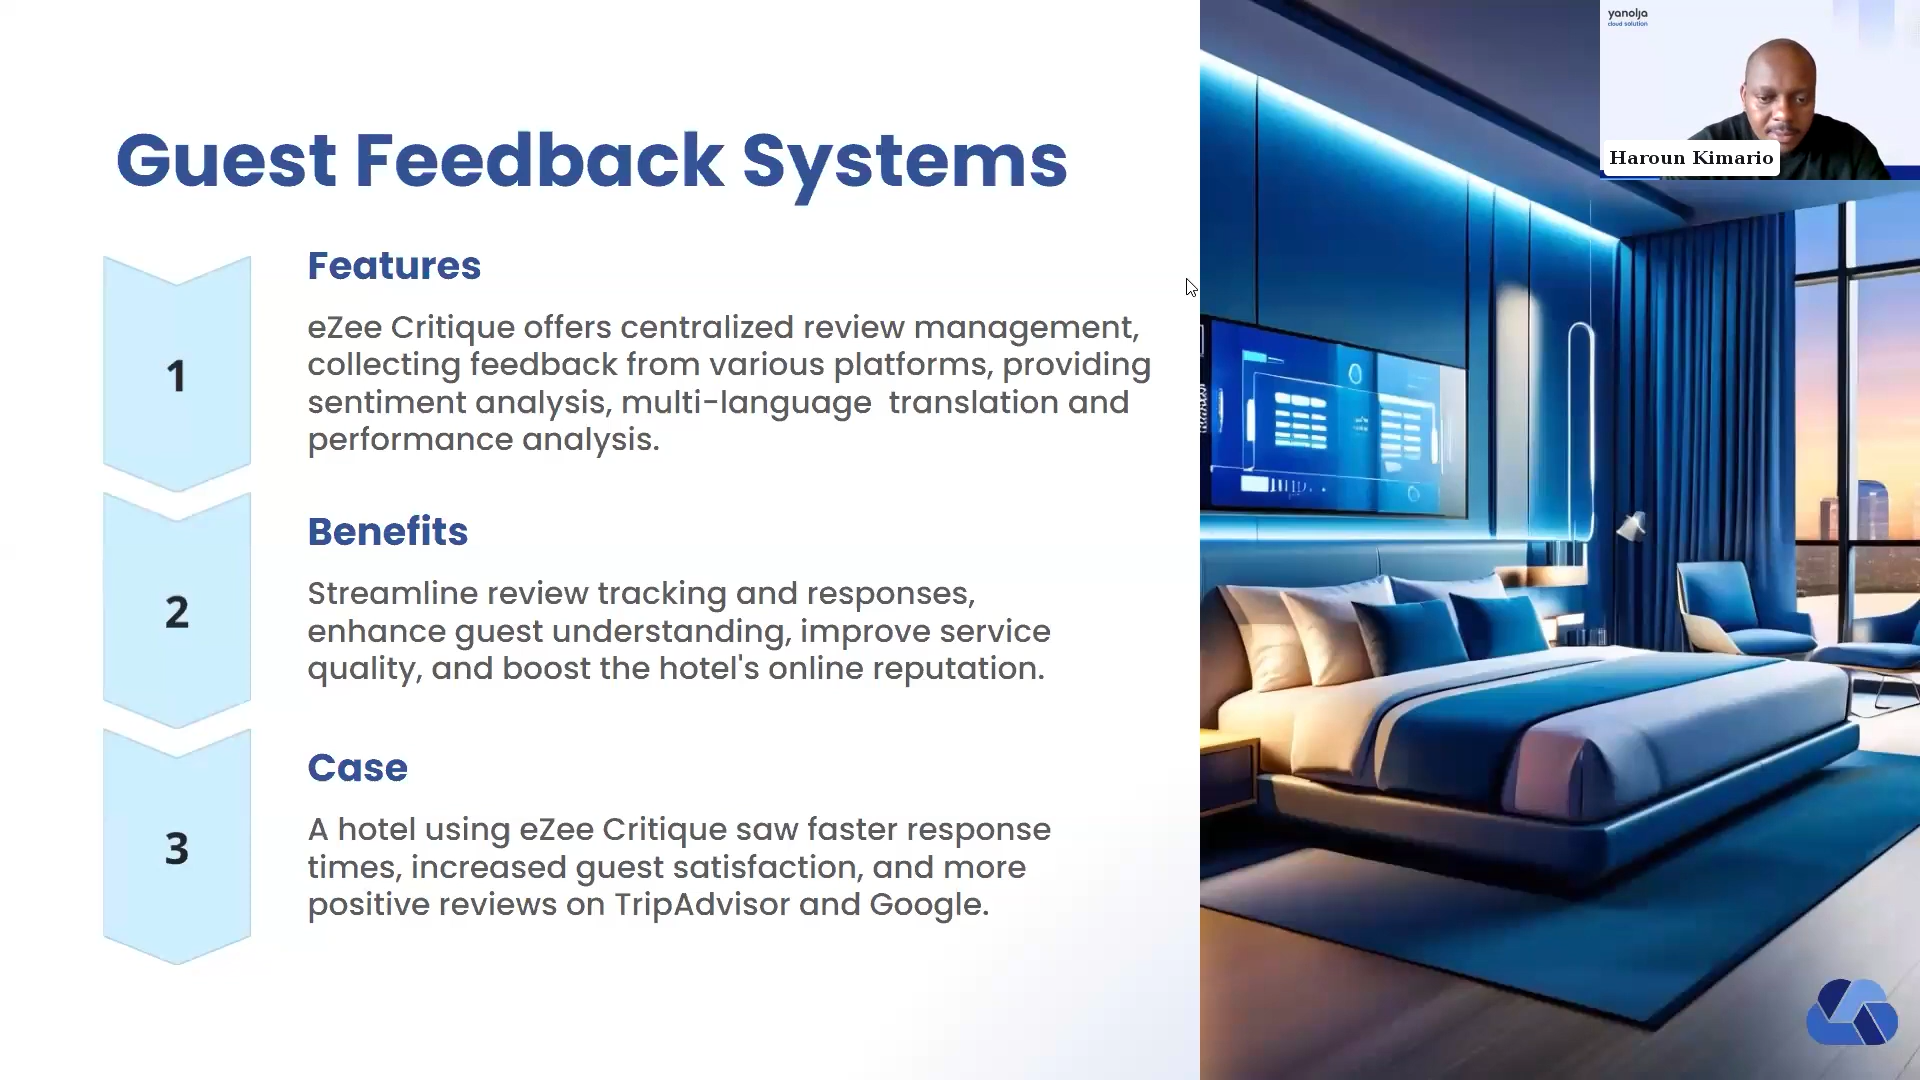 yanolja
cloud solution
Haroun Kimario
Guest Feedback Systems
1
Features
eZee Critique offers centralized review management,
collecting feedback from various platforms, providing
sentiment analysis, multi-language translation and
performance analysis.
2
Benefits
Streamline review tracking and responses,
enhance guest understanding, improve service
quality, and boost the hotel's online reputation.
3
Case
A hotel using eZee Critique saw faster response
times, increased guest satisfaction, and more
positive reviews on TripAdvisor and Google.